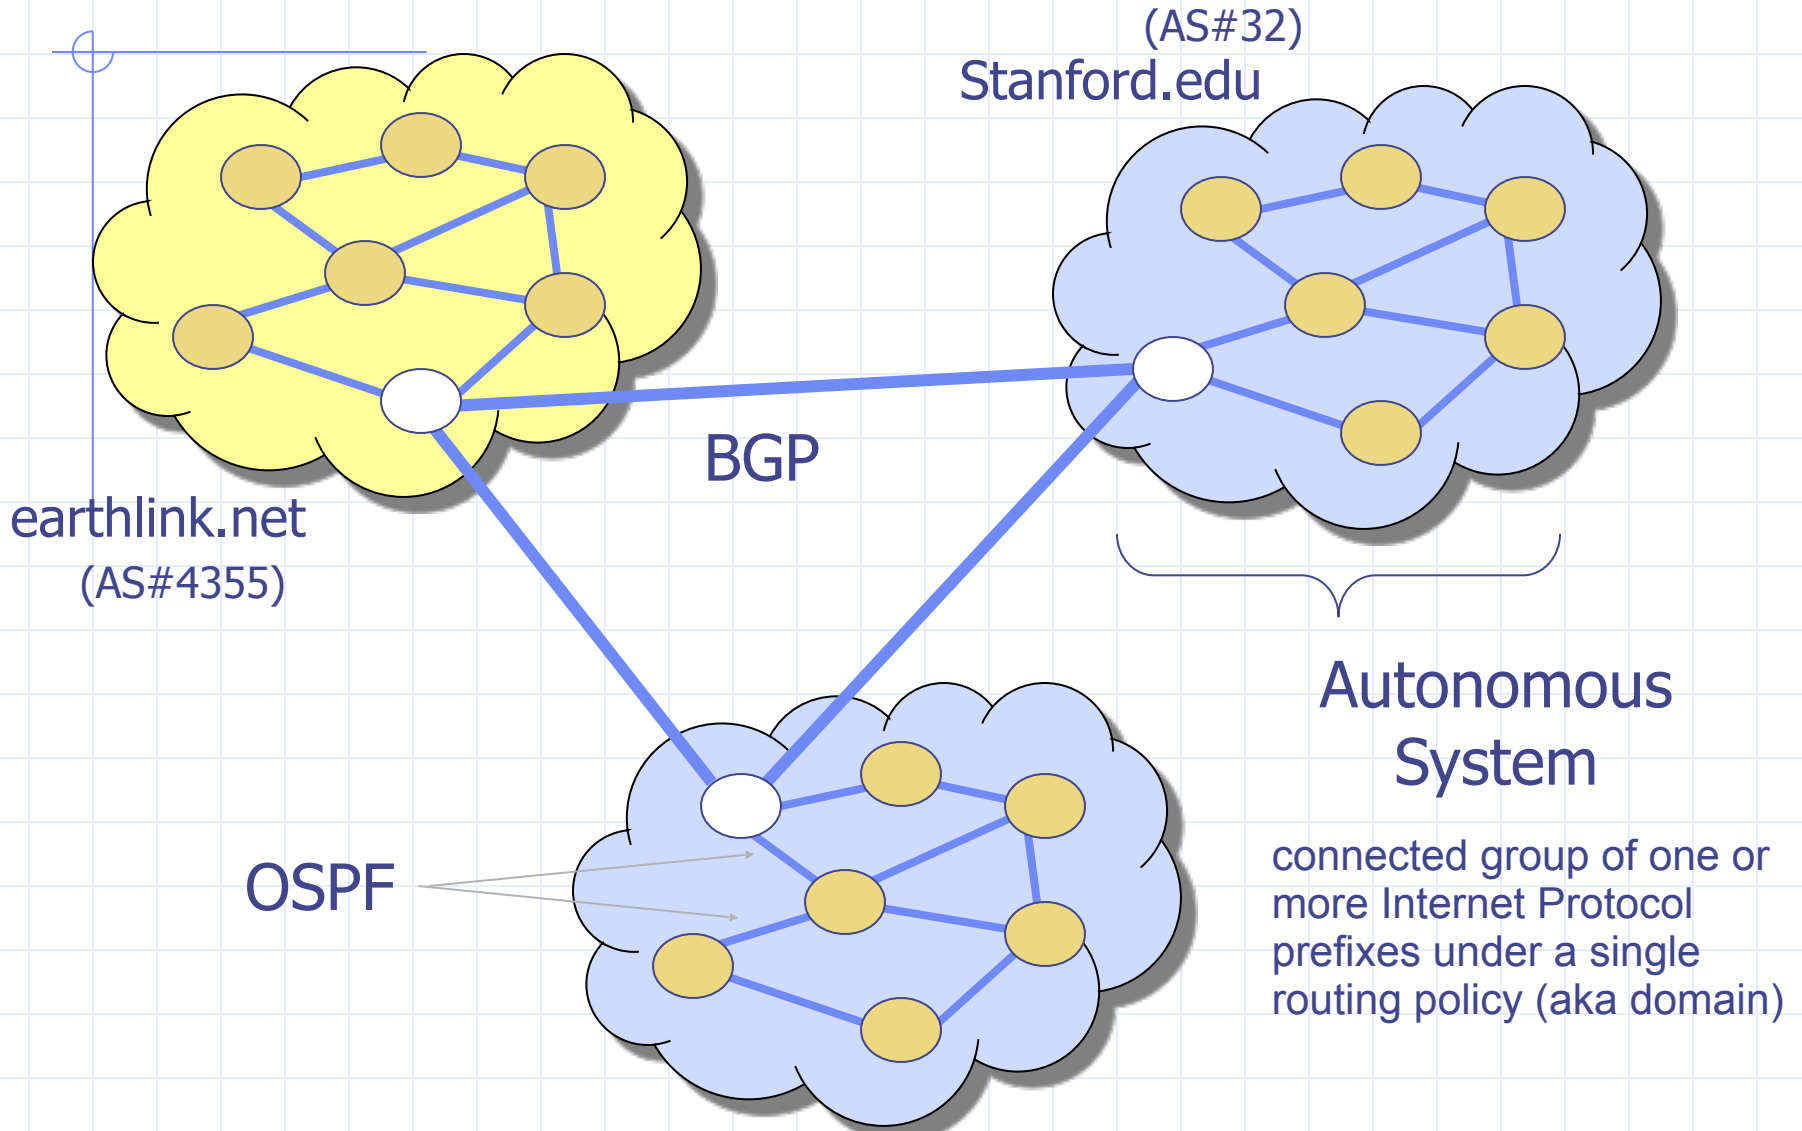 (AS#32)
Stanford.edu
BGP
earthlink.net
(AS#4355)
Autonomous
System
OSPF
connected group of one or
more Internet Protocol
prefixes under a single
routing policy (aka domain)